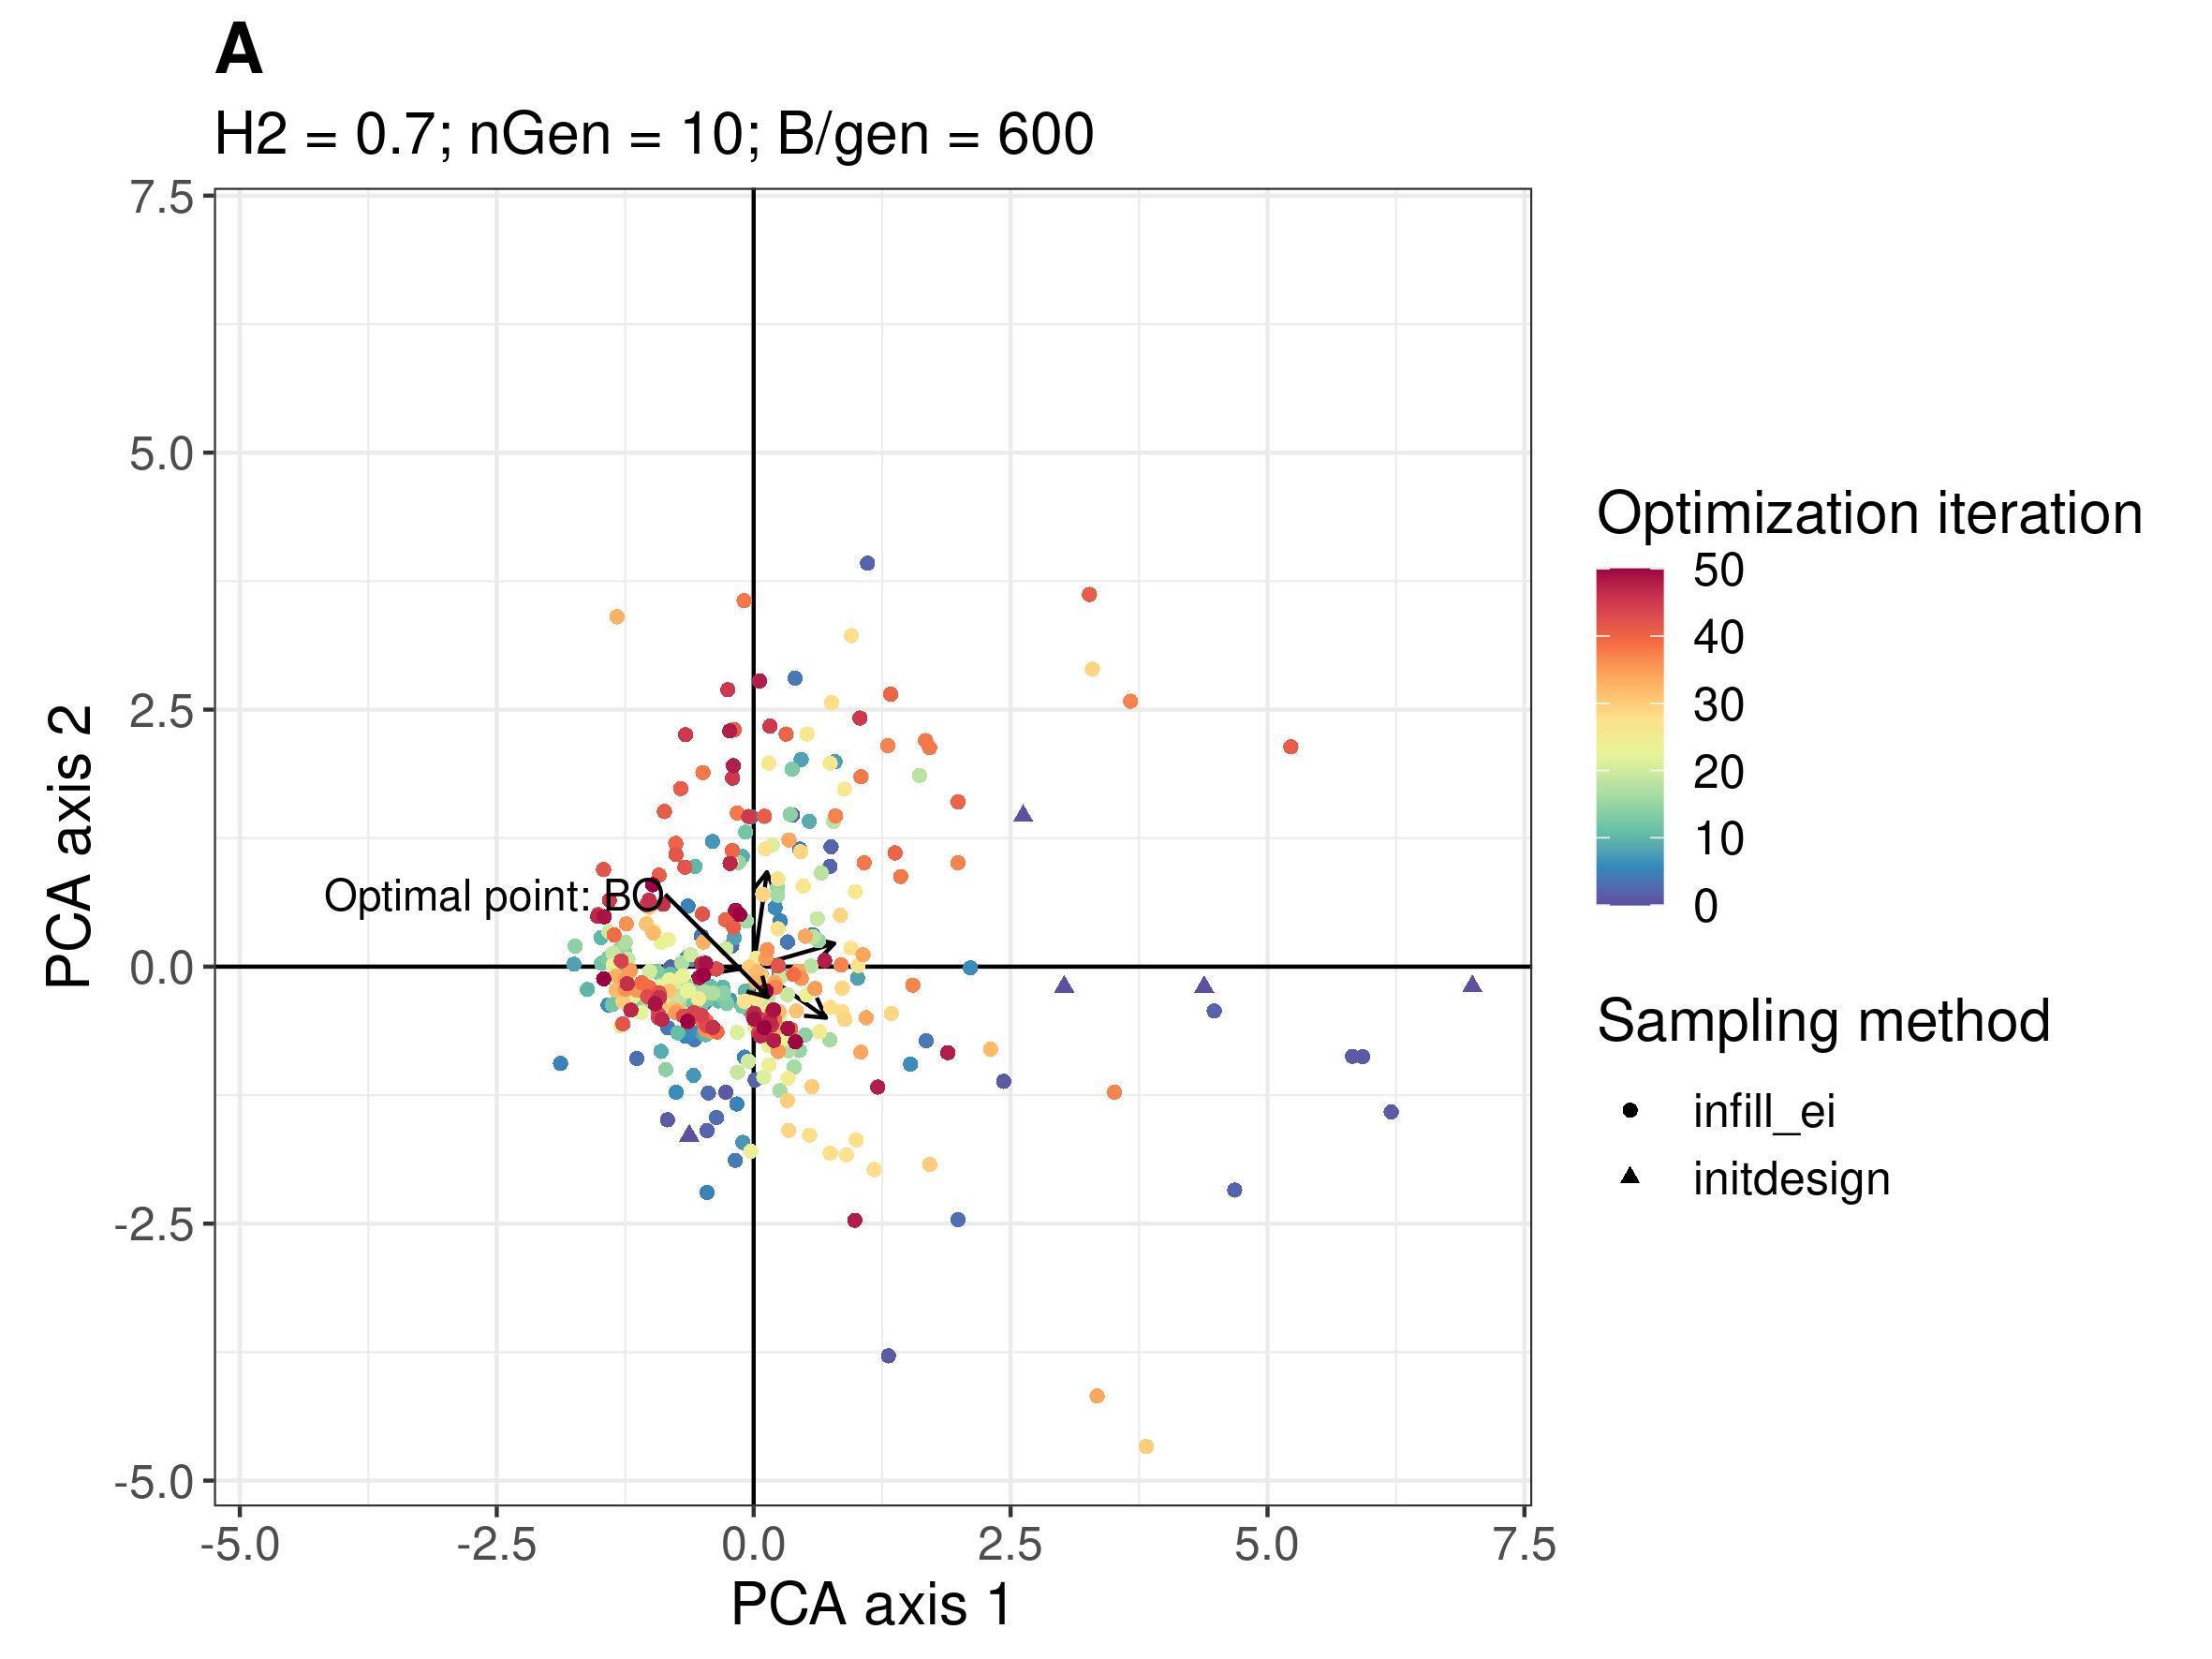 A
H2 = 0.7; nGen = 10; B/gen = 600
7.5
5.0
2.5
0.0
-2.5
-5.0
PCA axis 2
Optimal point: BO
-5.0
-2.5
0.0
2.5
5.0
7.5
PCA axis 1
Optimization iteration
50
40
30
20
10
0
Sampling method
infill_ei
initdesign